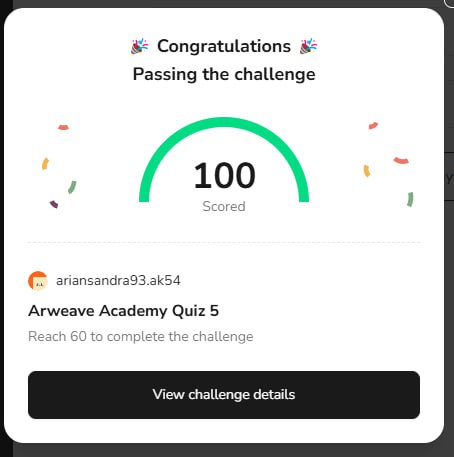 🎉 Congratulations 🎉
Passing the challenge
100
Scored
ariansandra93.ak54
Arweave Academy Quiz 5
Reach 60 to complete the challenge
View challenge details